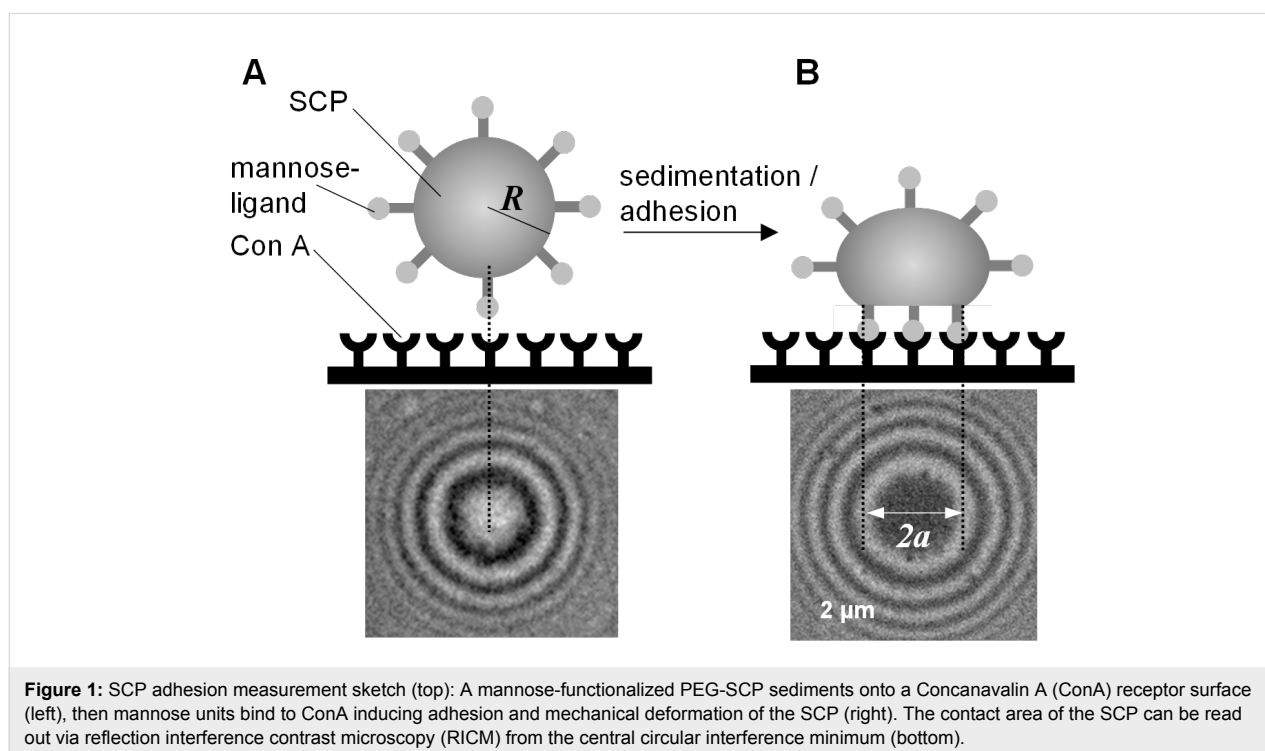 A
B
SCP
mannose-
ligand
R
Con A
sedimentation /
adhesion
2a
2 µm
Figure 1: SCP adhesion measurement sketch (top): A mannose-functionalized PEG-SCP sediments onto a Concanavalin A (ConA) receptor surface
(left), then mannose units bind to ConA inducing adhesion and mechanical deformation of the SCP (right). The contact area of the SCP can be read
out via reflection interference contrast microscopy (RICM) from the central circular interference minimum (bottom).